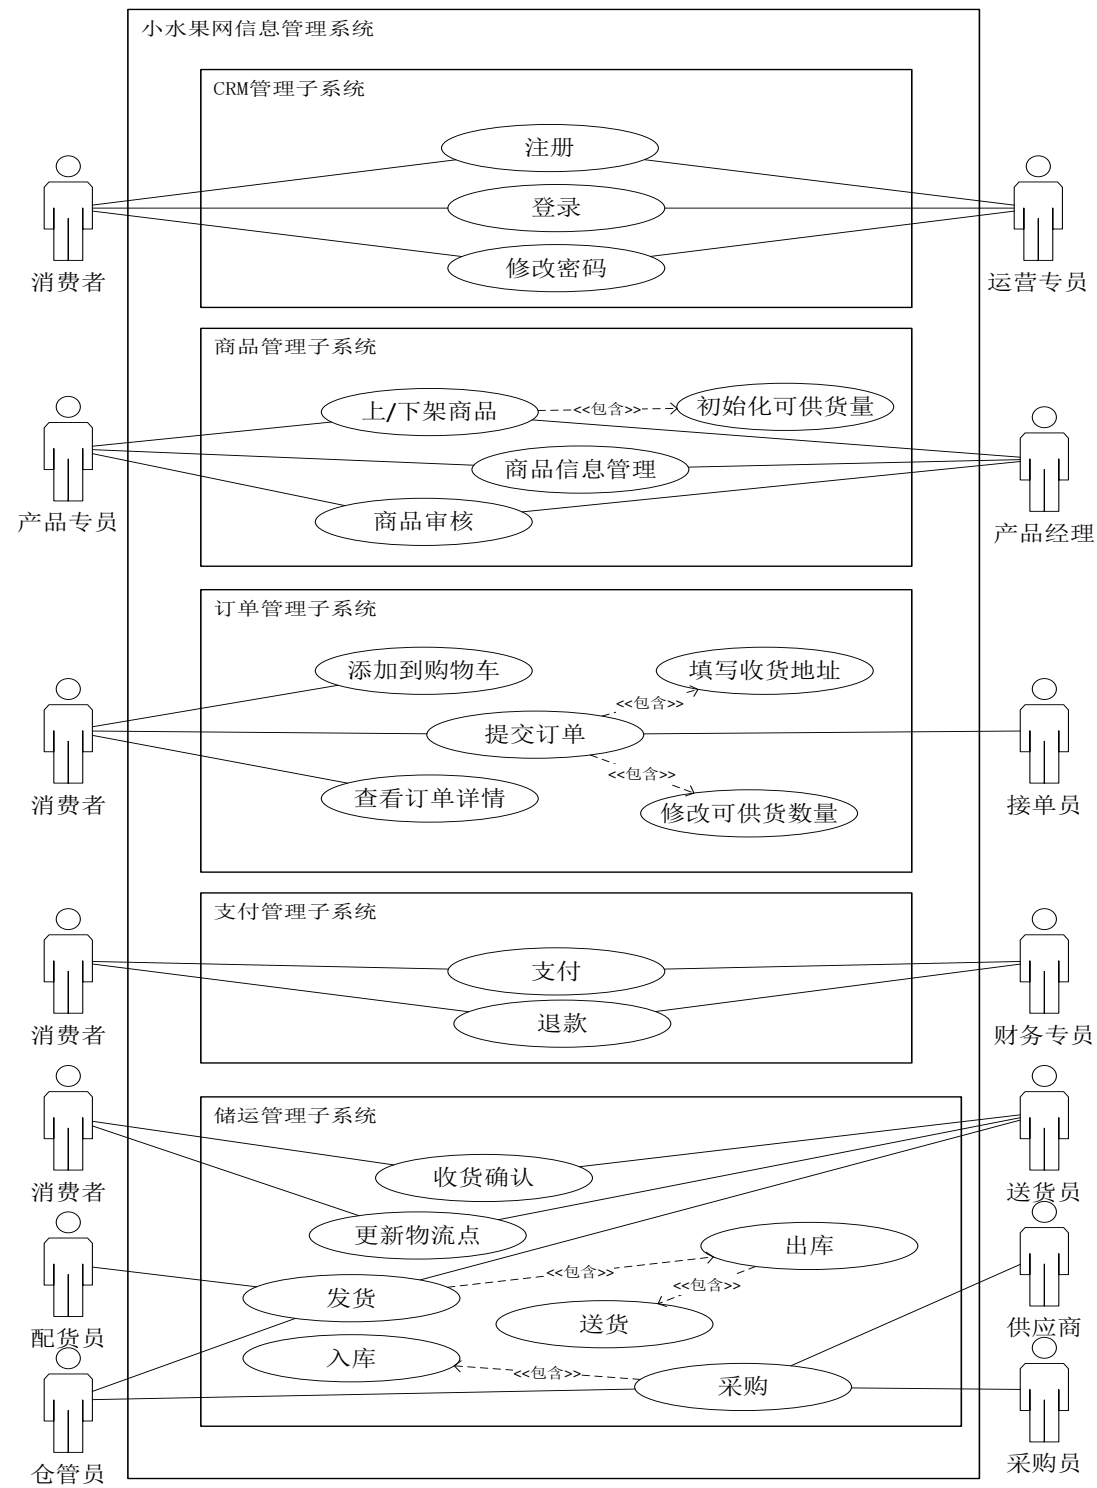 小水果网信息管理系统
CRM管理子系统
注册
登录
修改密码
消费者
运营专员
商品管理子系统
上/下架商品
<<包含>>
初始化可供货量
商品信息管理
商品审核
产品专员
产品经理
订单管理子系统
添加到购物车
填写收货地址
<<包含>>
提交订单
<<包含>>
查看订单详情
修改可供货数量
消费者
接单员
支付管理子系统
支付
退款
消费者
财务专员
储运管理子系统
收货确认
消费者
送货员
更新物流点
出库
<<包含>>
<<包含>>
发货
送货
配货员
供应商
入库
<<包含>>
采购
仓管员
采购员